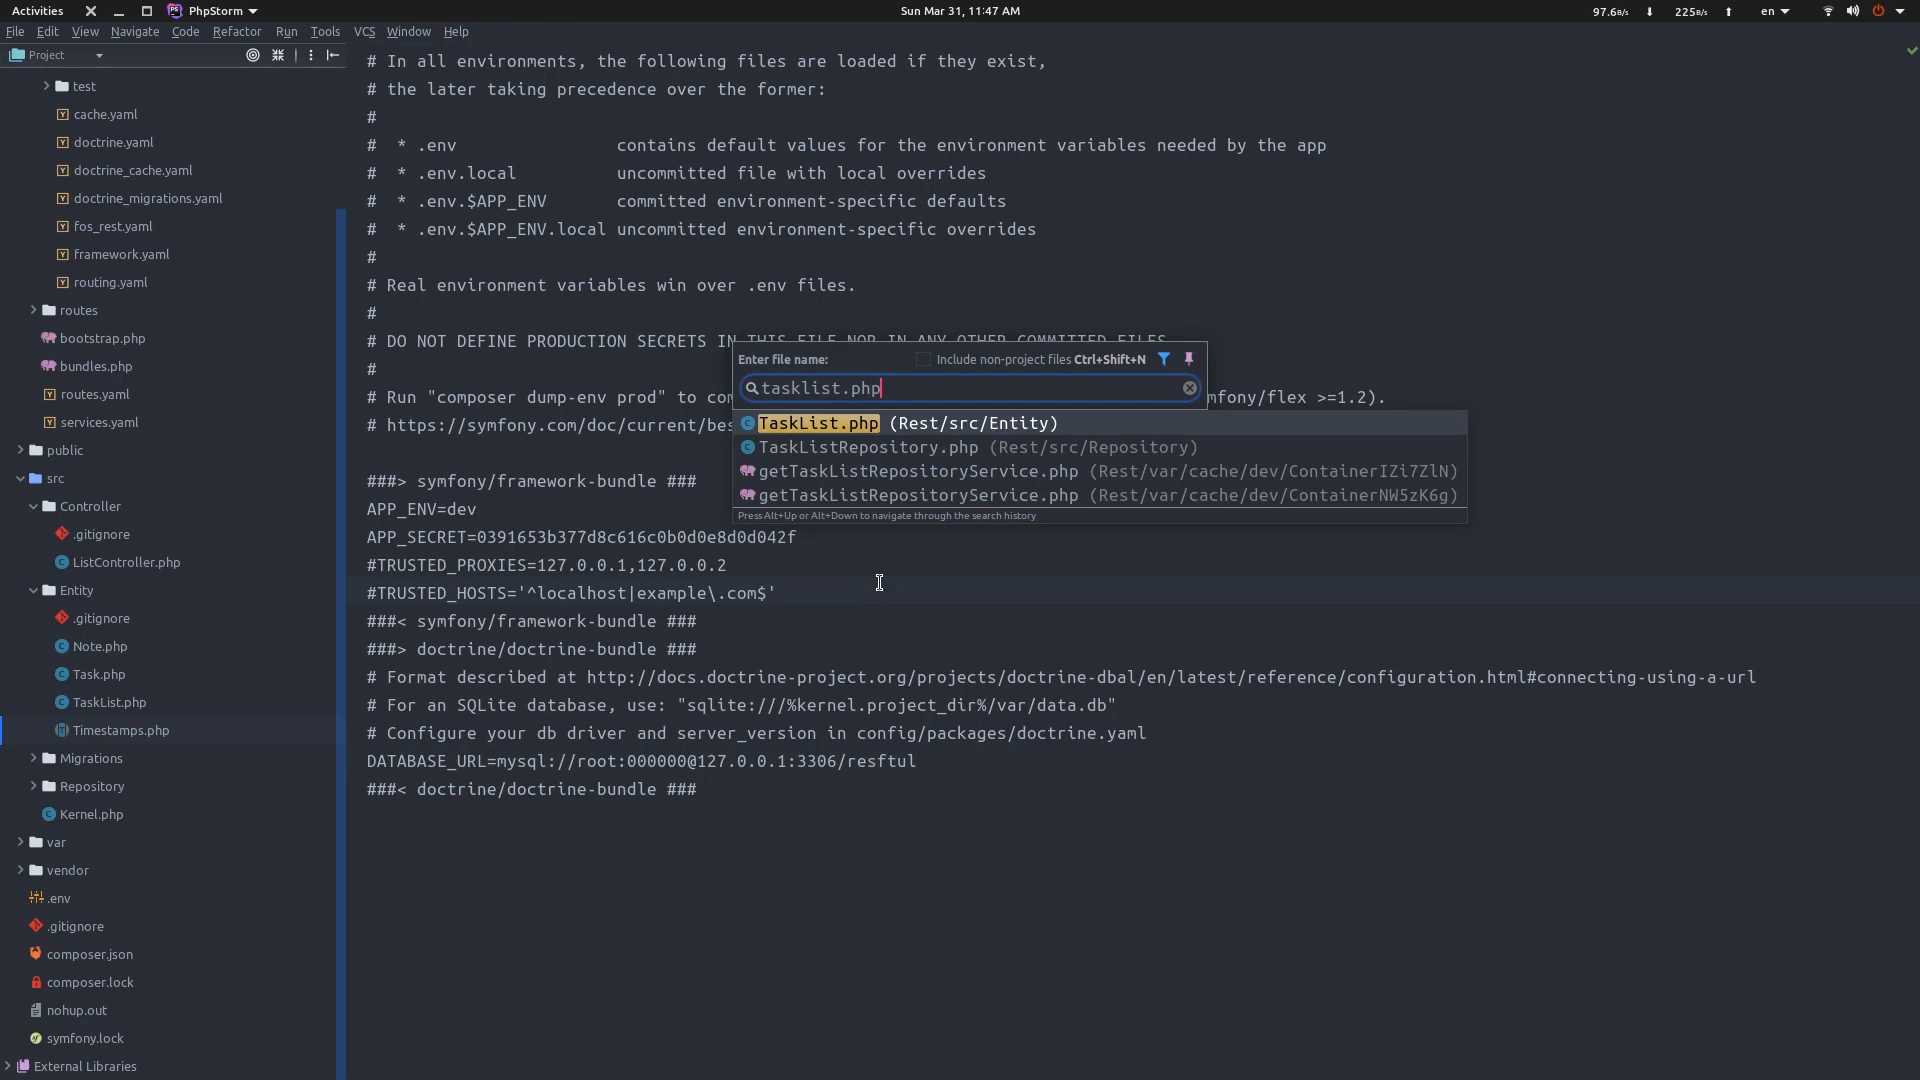 Activities
PhpStorm
Sun Mar 31, 11:47 AM
97.6B/s
225B/s
en
File Edit View Navigate Code Refactor Run Tools VCS Window Help
Project
test
cache.yaml
doctrine.yaml
doctrine_cache.yaml
doctrine_migrations.yaml
fos_rest.yaml
framework.yaml
routing.yaml
routes
bootstrap.php
bundles.php
routes.yaml
services.yaml
public
src
Controller
.gitignore
ListController.php
Entity
.gitignore
Note.php
Task.php
TaskList.php
Timestamps.php
Migrations
Repository
Kernel.php
var
vendor
.env
.gitignore
composer.json
composer.lock
nohup.out
symfony.lock
External Libraries
# In all environments, the following files are loaded if they exist,
# the later taking precedence over the former:
#
# * .env contains default values for the environment variables needed by the app
# * .env.local uncommitted file with local overrides
# * .env.$APP_ENV committed environment-specific defaults
# * .env.$APP_ENV.local uncommitted environment-specific overrides
#
# Real environment variables win over .env files.
#
# DO NOT DEFINE PRODUCTION SECRETS IN THIS FILE NOR IN ANY OTHER COMMITTED FILES
#
# Run "composer dump-env prod" to co mfony/flex >=1.2).
# https://symfony.com/doc/current/bes
###> symfony/framework-bundle ###
APP_ENV=dev
APP_SECRET=0391653b377d8c616c0b0d0e8d0d042f
#TRUSTED_PROXIES=127.0.0.1,127.0.0.2
#TRUSTED_HOSTS='^localhost|example\.com$'
###< symfony/framework-bundle ###
###> doctrine/doctrine-bundle ###
# Format described at http://docs.doctrine-project.org/projects/doctrine-dbal/en/latest/reference/configuration.html#connecting-using-a-url
# For an SQLite database, use: "sqlite:///%kernel.project_dir%/var/data.db"
# Configure your db driver and server_version in config/packages/doctrine.yaml
DATABASE_URL=mysql://root:000000@127.0.0.1:3306/resftul
###< doctrine/doctrine-bundle ###
Enter file name: Include non-project files Ctrl+Shift+N
tasklist.php
TaskList.php (Rest/src/Entity)
TaskListRepository.php (Rest/src/Repository)
getTaskListRepositoryService.php (Rest/var/cache/dev/ContainerIZi7ZlN)
getTaskListRepositoryService.php (Rest/var/cache/dev/ContainerNW5zK6g)
Press Alt+Up or Alt+Down to navigate through the search history